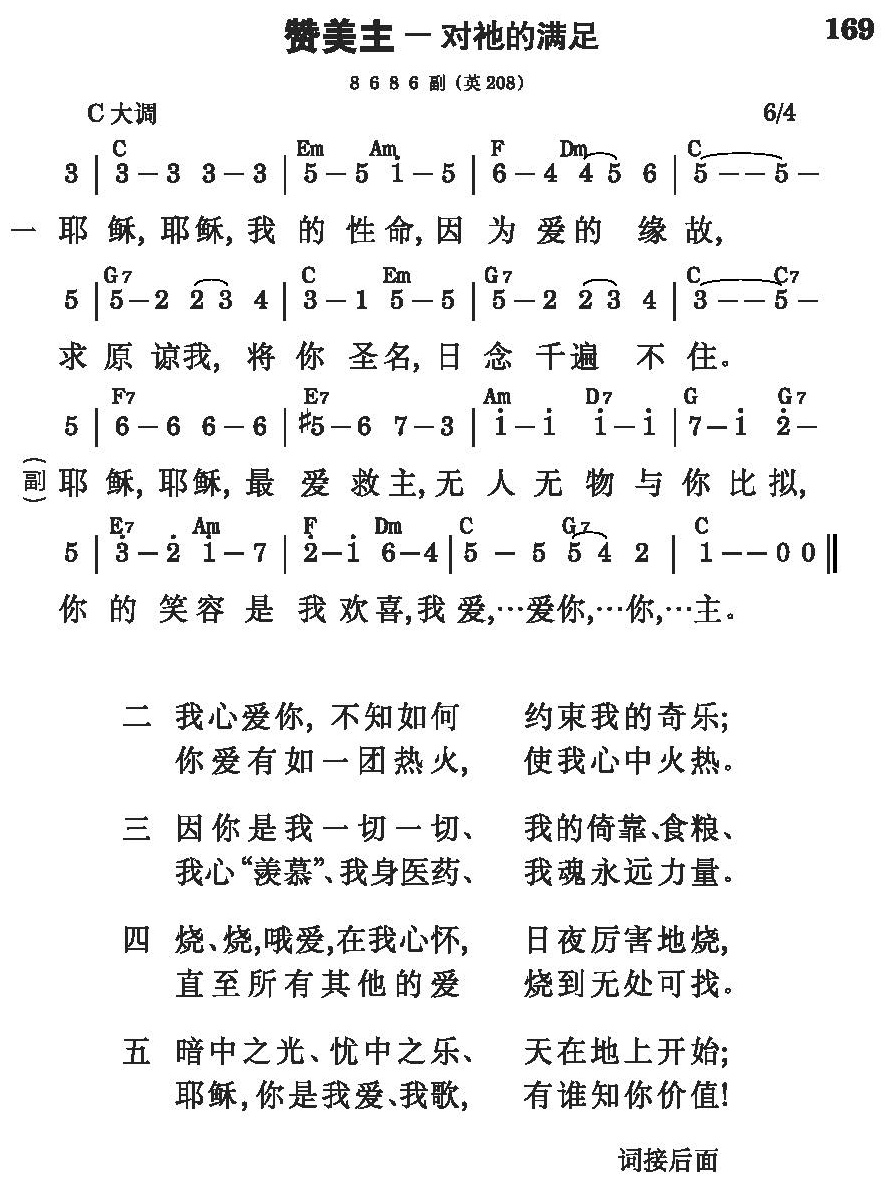 赞美主－对祂的满足 169
8 6 8 6 副（英208）
C大调 6/4
C Em Am F Dm C
3 | 3 – 3 3 – 3 | 5 – 5 i – 5 | 6 – 4 4 5 6 | 5 – – 5 –
一 耶稣, 耶稣, 我的性命, 因为爱的缘故,
G7 C Em G7 C C7
5 | 5 – 2 2 3 4 | 3 – 1 5 – 5 | 5 – 2 2 3 4 | 3 – – 5 –
求原谅我, 将你圣名, 日念千遍不住。
F7 E7 Am D7 G G7
5 | 6 – 6 6 – 6 | #5 – 6 7 – 3 | i – i i – i | 7 – i 2̇ –
(副) 耶稣, 耶稣, 最爱救主, 无人无物与你比拟,
E7 Am F Dm C G7 C
5 | 3̇ – 2̇ i – 7 | 2̇ – i 6 – 4 | 5 – 5 5 4 2 | 1 – – 0 0 ‖
你的笑容是我欢喜, 我爱,…爱你,…你,…主。
二 我心爱你, 不知如何 约束我的奇乐;
你爱有如一团热火, 使我心中火热。
三 因你是我一切一切、 我的倚靠、食粮、
我心“羡慕”、我身医药、 我魂永远力量。
四 烧、烧,哦爱,在我心怀, 日夜厉害地烧,
直至所有其他的爱 烧到无处可找。
五 暗中之光、忧中之乐、 天在地上开始;
耶稣, 你是我爱、我歌, 有谁知你价值!
词接后面